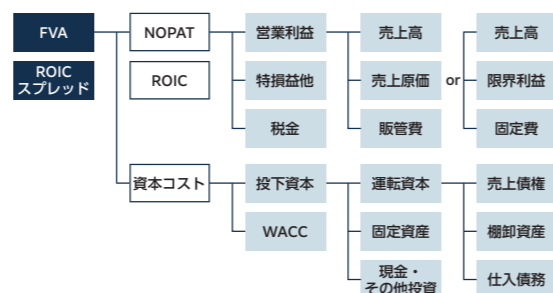 FVA
NOPAT
営業利益
売上高
売上高
ROIC
スプレッド
ROIC
特損益他
売上原価
or
限界利益
税金
販管費
固定費
資本コスト
投下資本
運転資本
売上債権
WACC
固定資産
棚卸資産
現金・
その他投資
仕入債務